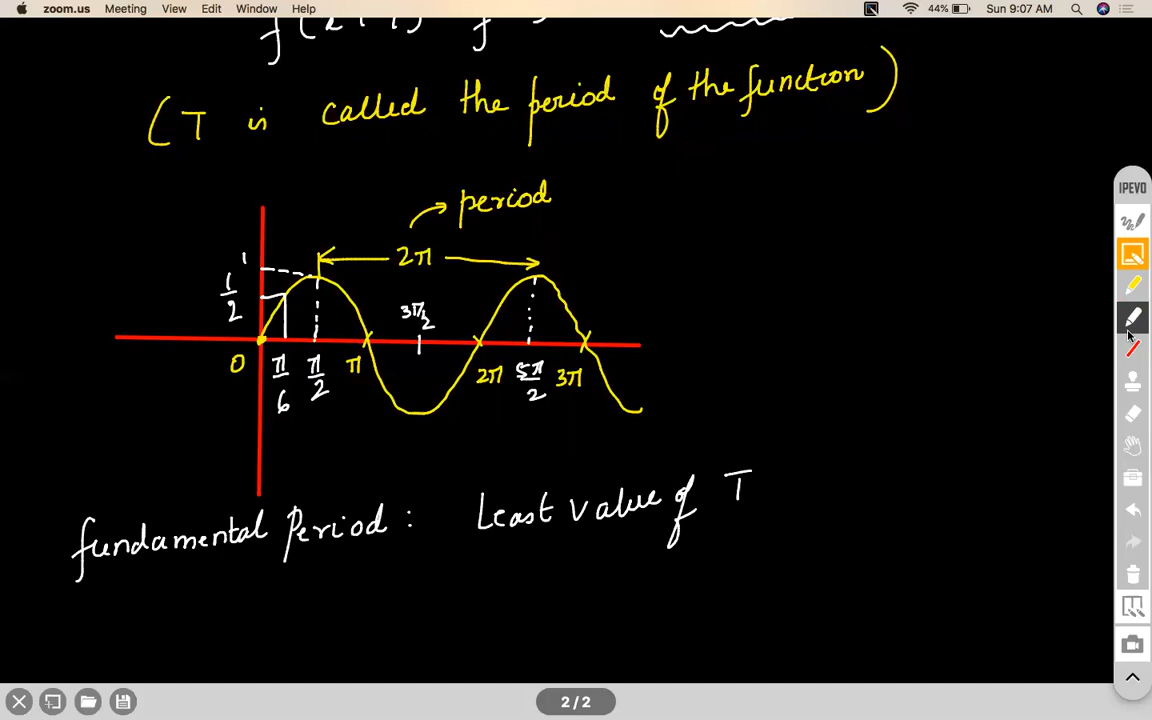 zoom.us Meeting View Edit Window Help 44% Sun 9:07 AM
(T is called the period of the function)
IPEVO
period
2π
1
1/2
3π/2
0 π/6 π/2 π 2π 5π/2 3π
fundamental Period : Least value of T
2/2